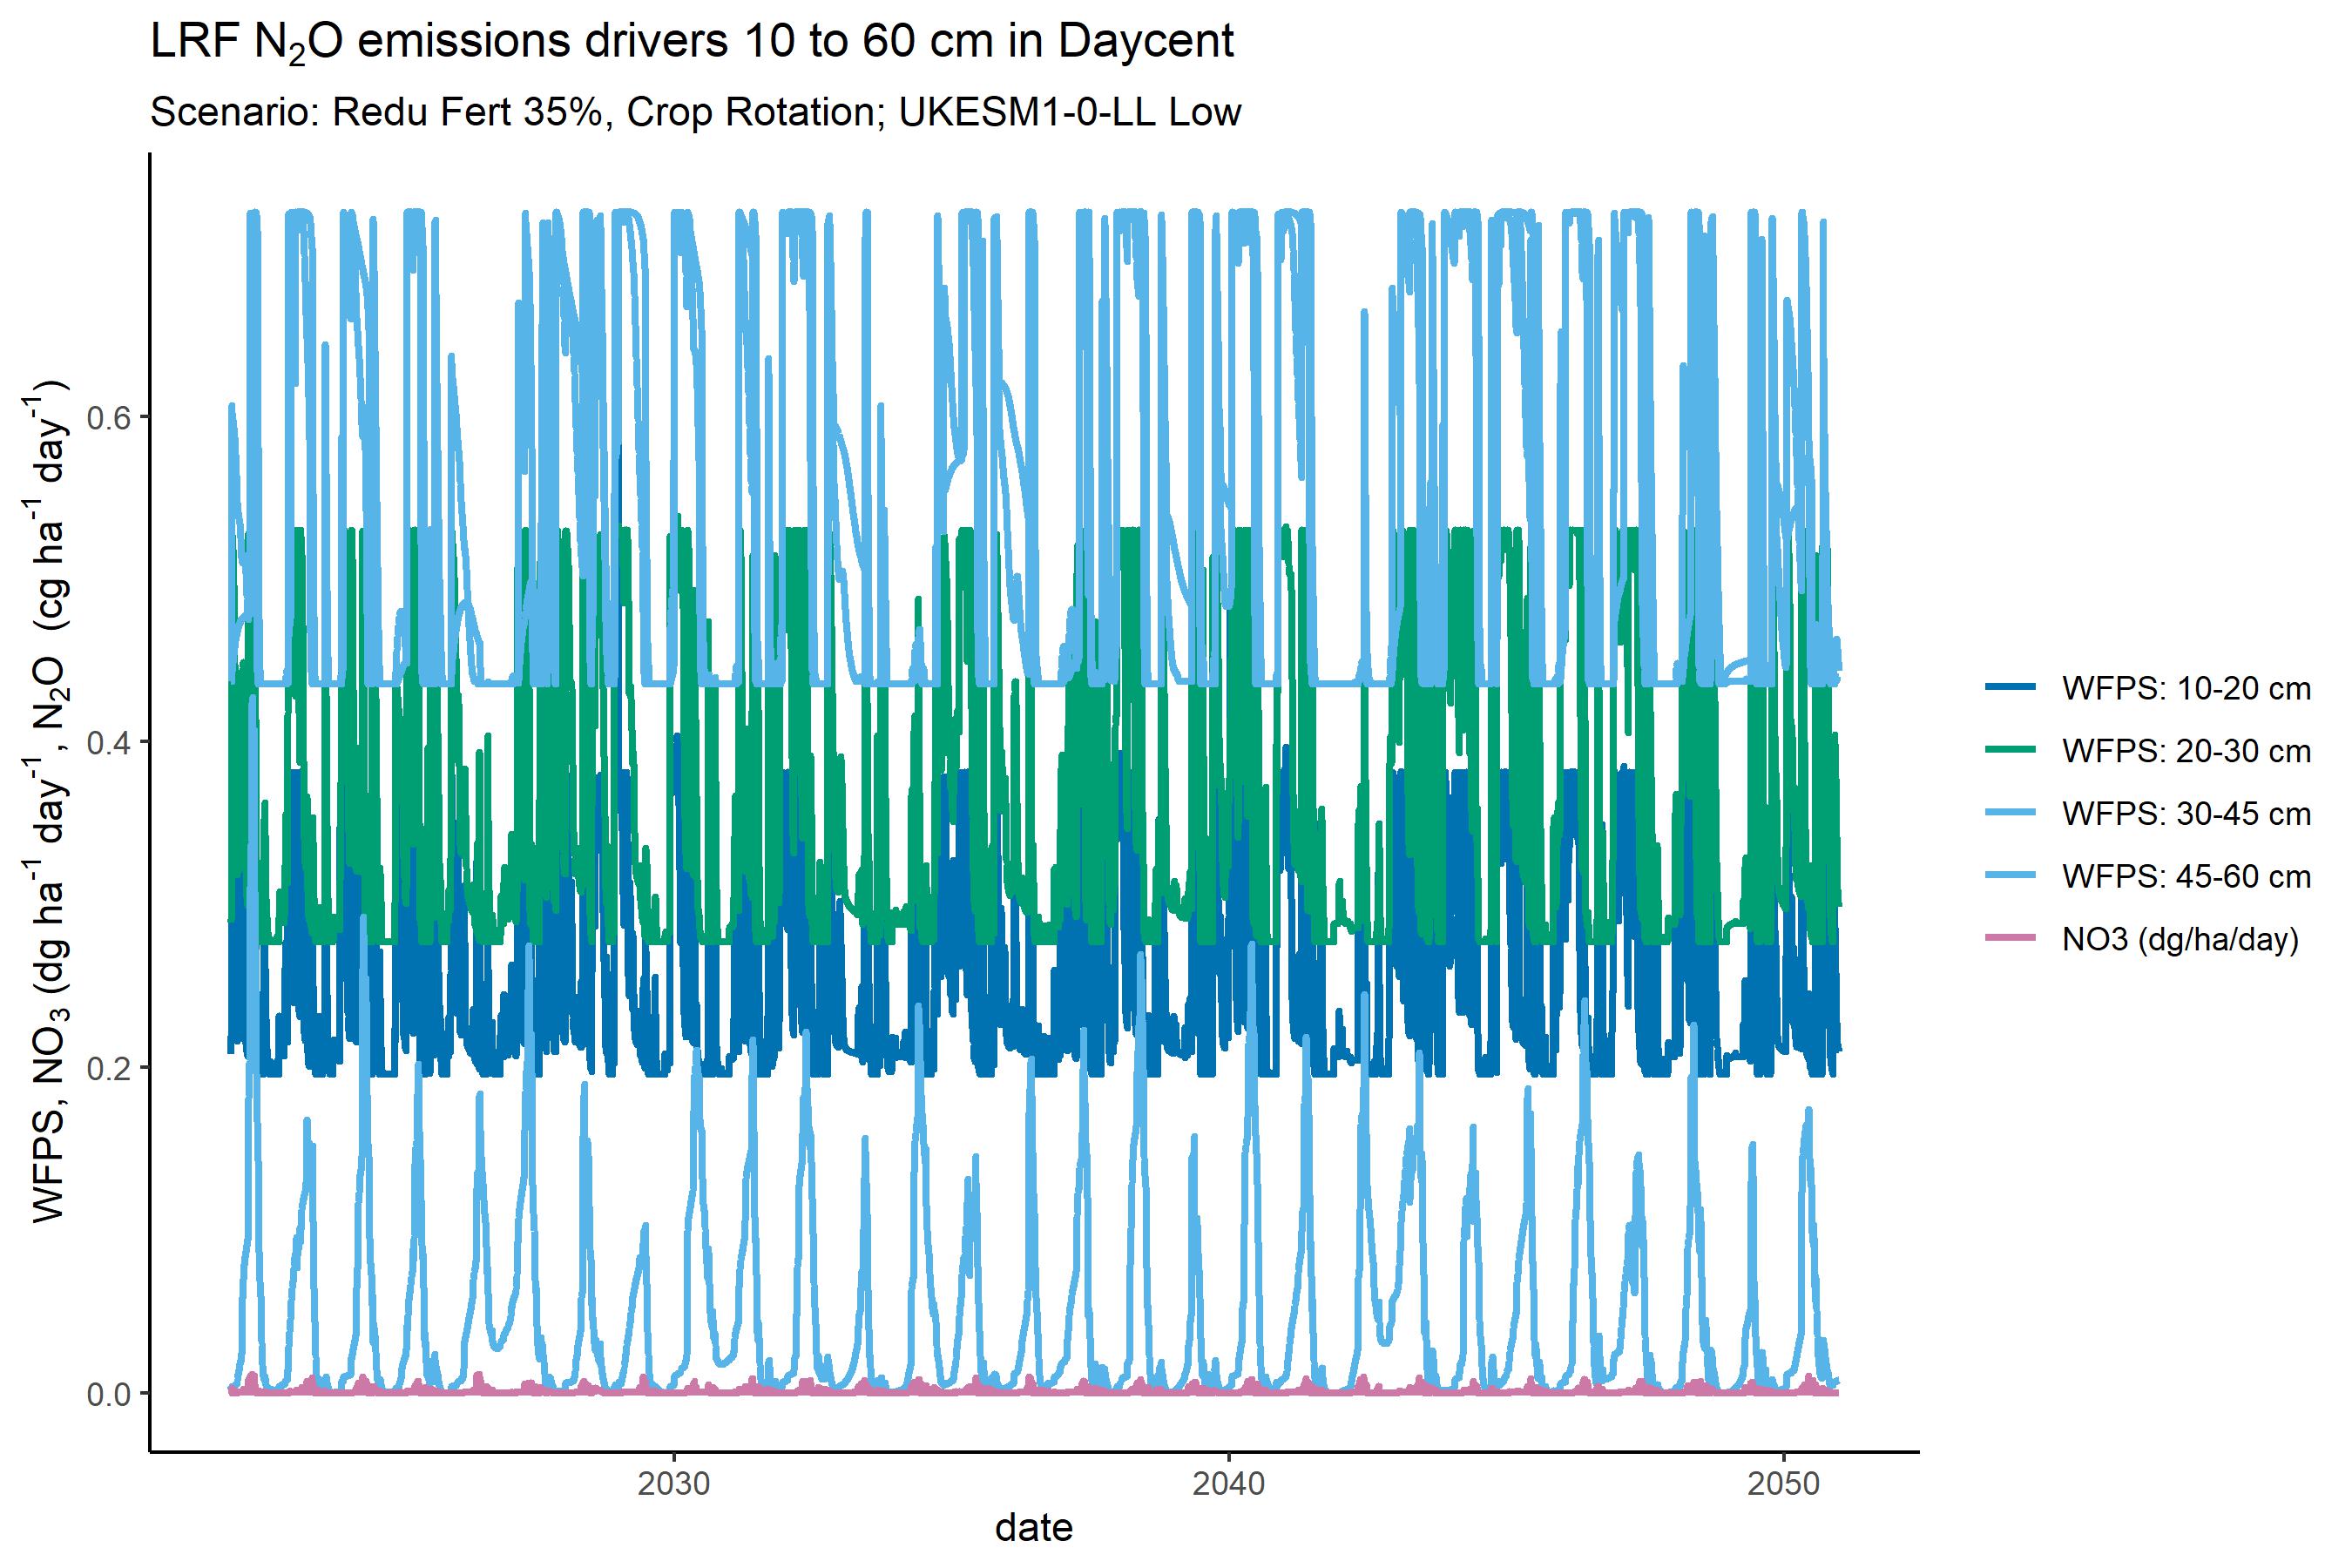 LRF N₂O emissions drivers 10 to 60 cm in Daycent
Scenario: Redu Fert 35%, Crop Rotation; UKESM1-0-LL Low
WFPS, NO₃ (dg ha⁻¹ day⁻¹, N₂O (cg ha⁻¹ day⁻¹)
0.6
0.4
0.2
0.0
2030
2040
2050
date
WFPS: 10-20 cm
WFPS: 20-30 cm
WFPS: 30-45 cm
WFPS: 45-60 cm
NO3 (dg/ha/day)